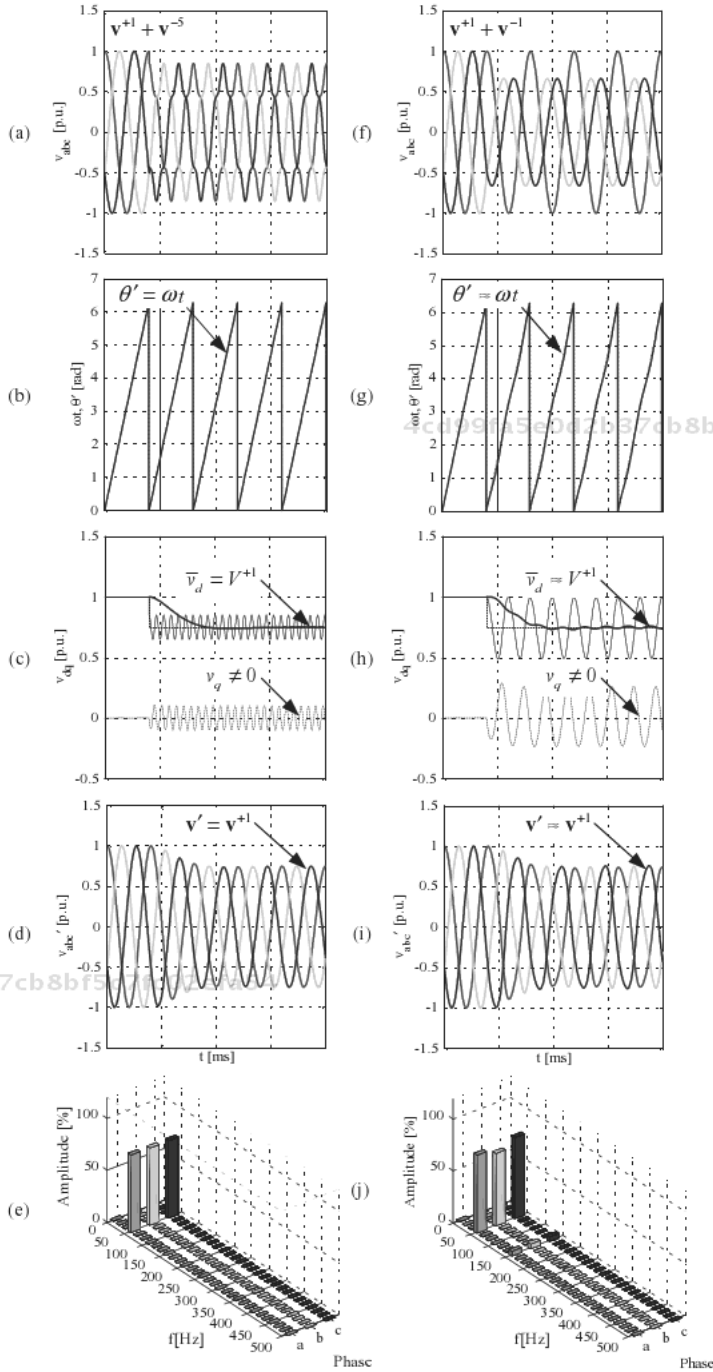 v+1 + v-5
1.5
1
0.5
0
-0.5
-1
-1.5
vabc [p.u.]
(a)
v+1 + v-1
1.5
1
0.5
0
-0.5
-1
-1.5
vabc [p.u.]
(f)
θ' = ωt
7
6
5
4
3
2
1
0
ωt, θ' [rad]
(b)
θ' ≈ ωt
7
6
5
4
3
2
1
0
ωt, θ' [rad]
(g)
1.5
1
0.5
0
-0.5
v̅d = V+1
vq ≠ 0
vdq [p.u.]
(c)
1.5
1
0.5
0
-0.5
v̅d ≈ V+1
vq ≠ 0
vdq [p.u.]
(h)
1.5
1
0.5
0
-0.5
-1
-1.5
v' = v+1
vabc' [p.u.]
(d)
t [ms]
1.5
1
0.5
0
-0.5
-1
-1.5
v' ≈ v+1
vabc' [p.u.]
(i)
t [ms]
Amplitude [%]
100
50
0
(e)
0
50
100
150
200
250
300
350
400
450
500
f[Hz]
a
b
c
Phase
Amplitude [%]
100
50
0
(j)
0
50
100
150
200
250
300
350
400
450
500
f[Hz]
a
b
c
Phase